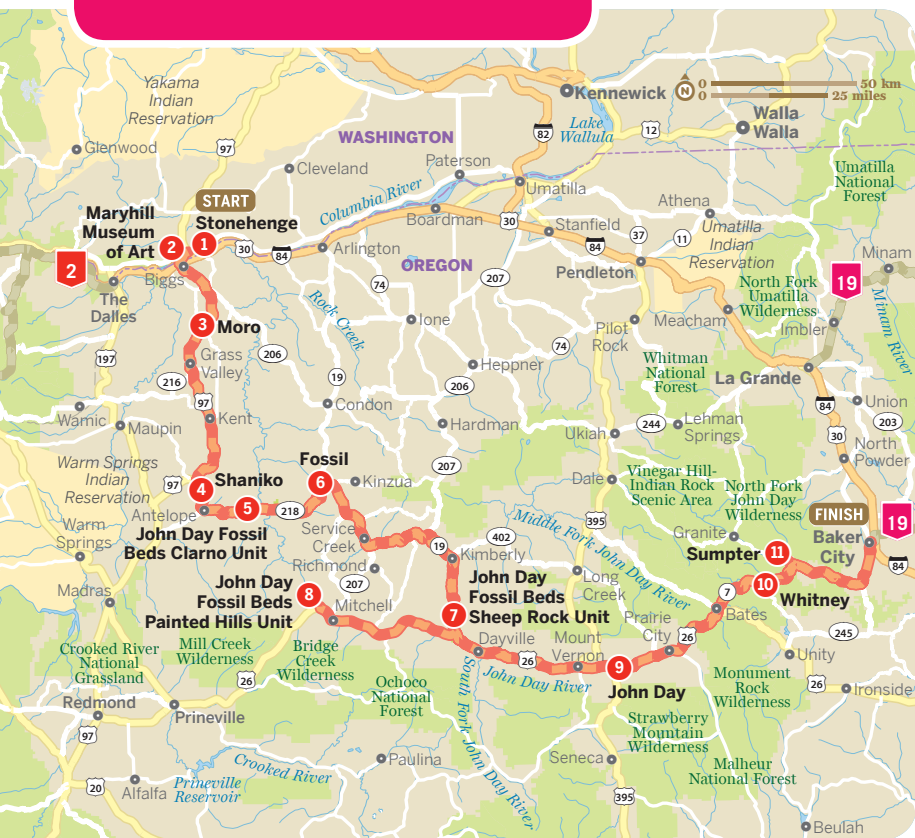 Yakama
Indian
Reservation
Kennewick
N
0
50 km
0
25 miles
Walla
Walla
WASHINGTON
82
Lake
Wallula
12
Glenwood
97
Cleveland
Paterson
Umatilla
Umatilla
National
Forest
START
Stonehenge
Columbia River
Boardman
30
Stanfield
Athena
Maryhill
Museum
of Art
2
1
30
84
Arlington
84
37
11
Umatilla
Indian
Reservation
Minam
2
Biggs
OREGON
207
Pendleton
19
The
Dalles
74
North Fork
Umatilla
Wilderness
Minam River
Rock Creek
3
Moro
Ione
Pilot
Rock
Meacham
Imbler
197
Grass
Valley
206
74
Heppner
Whitman
National
Forest
La Grande
216
19
206
97
Condon
84
Union
203
Wamic
Maupin
Kent
Hardman
Ukiah
244
Lehman
Springs
30
North
Powder
Warm Springs
Indian
Reservation
97
4
Shaniko
Fossil
6
Kinzua
207
Dale
Vinegar Hill-
Indian Rock
Scenic Area
North Fork
John Day
Wilderness
5
218
Antelope
John Day Fossil
Beds Clarno Unit
Warm
Springs
Service
Creek
19
402
Middle Fork John Day River
395
Granite
FINISH
Baker
City
19
84
Richmond
Kimberly
Sumpter
11
207
John Day
Fossil Beds
Painted Hills Unit
8
John Day
Fossil Beds
Sheep Rock Unit
7
Long
Creek
10
Whitney
7
Madras
Mitchell
Bates
Prairie
City
26
245
Crooked River
National
Grassland
Mill Creek
Wilderness
Bridge
Creek
Wilderness
Dayville
26
Mount
Vernon
9
John Day
John Day River
Unity
26
Ironside
26
Ochoco
National
Forest
South Fork John Day River
Monument
Rock
Wilderness
Redmond
97
Prineville
Strawberry
Mountain
Wilderness
Crooked River
Paulina
Seneca
Malheur
National Forest
20
Alfalfa
Prineville
Reservoir
395
Beulah